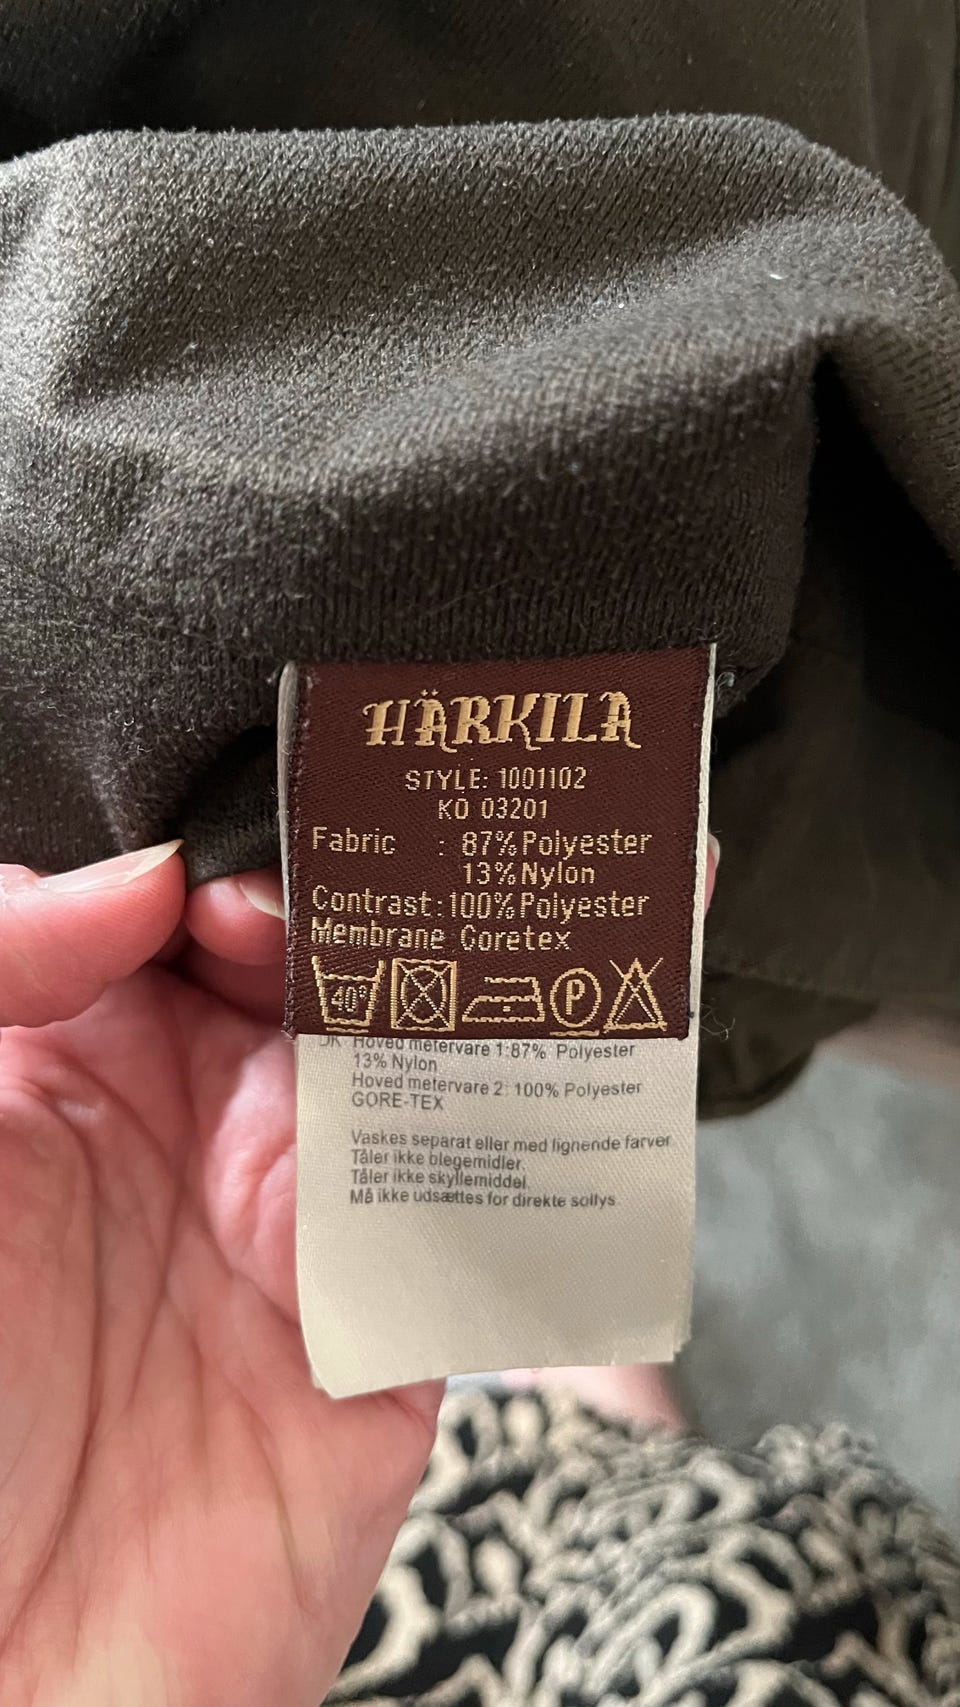 HÄRKILA
STYLE: 1001102
KO 03201
Fabric : 87% Polyester
13% Nylon
Contrast: 100% Polyester
Membrane Goretex
40° P
DK: Hoved metervare 1:87% Polyester
13% Nylon
Hoved metervare 2: 100% Polyester
GORE-TEX
Vaskes separat eller med lignende farver
Tåler ikke blegemidler.
Tåler ikke skyllemiddel.
Må ikke udsættes for direkte sollys.